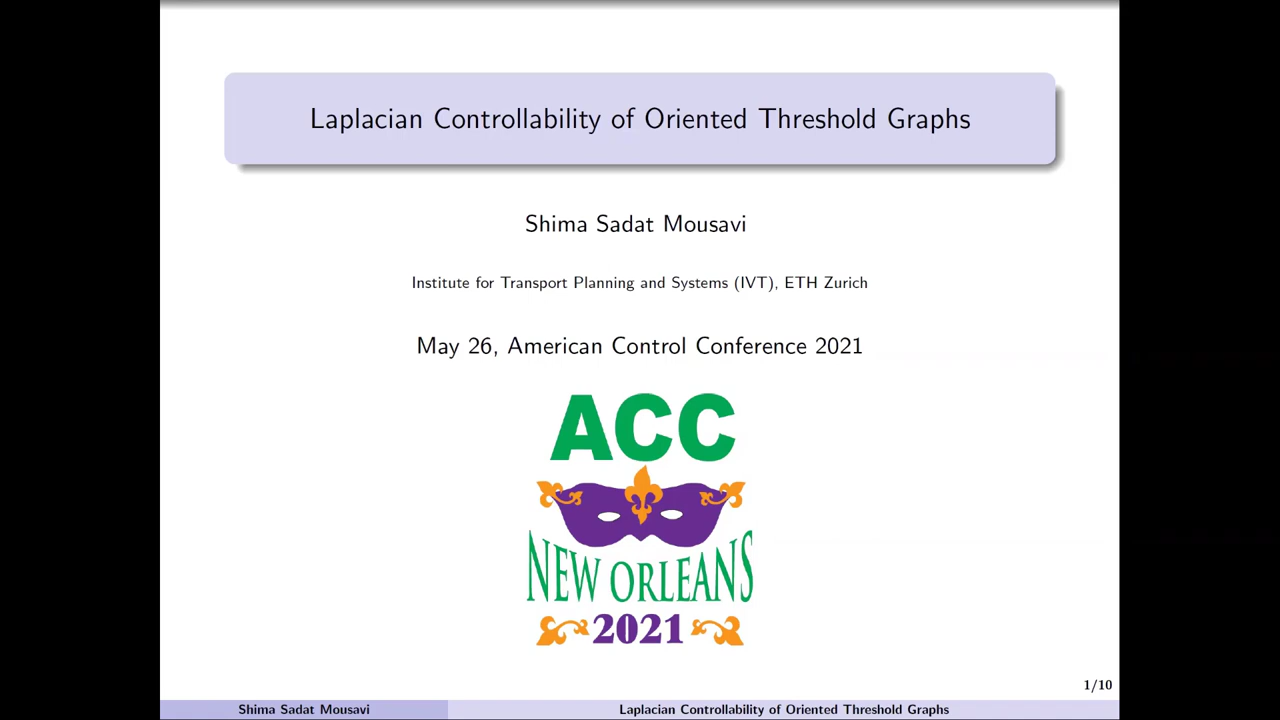 Laplacian Controllability of Oriented Threshold Graphs
Shima Sadat Mousavi
Institute for Transport Planning and Systems (IVT), ETH Zurich
May 26, American Control Conference 2021
ACC
NEW ORLEANS
2021
1/10
Shima Sadat Mousavi
Laplacian Controllability of Oriented Threshold Graphs